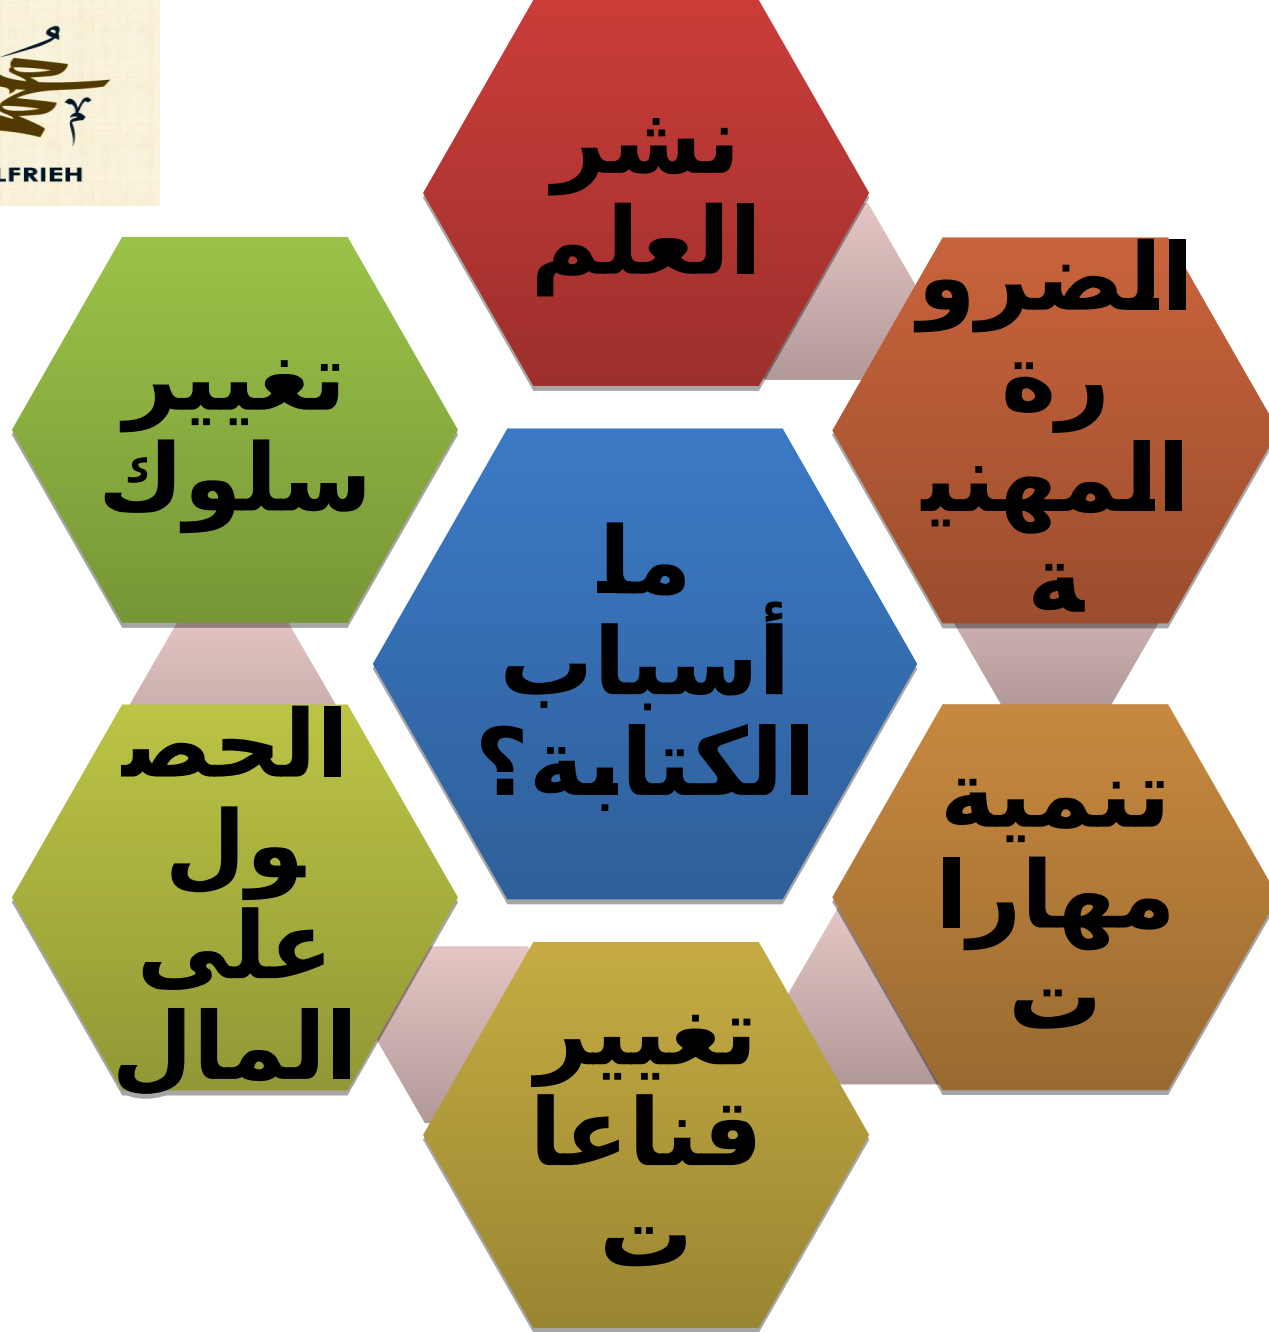 LFRIEH
نشر
العلم
الضرو
رة
المهني
ة
تنمية
مهارا
ت
تغيير
قناعا
ت
الحص
ول
على
المال
تغيير
سلوك
ما
أسباب
الكتابة؟